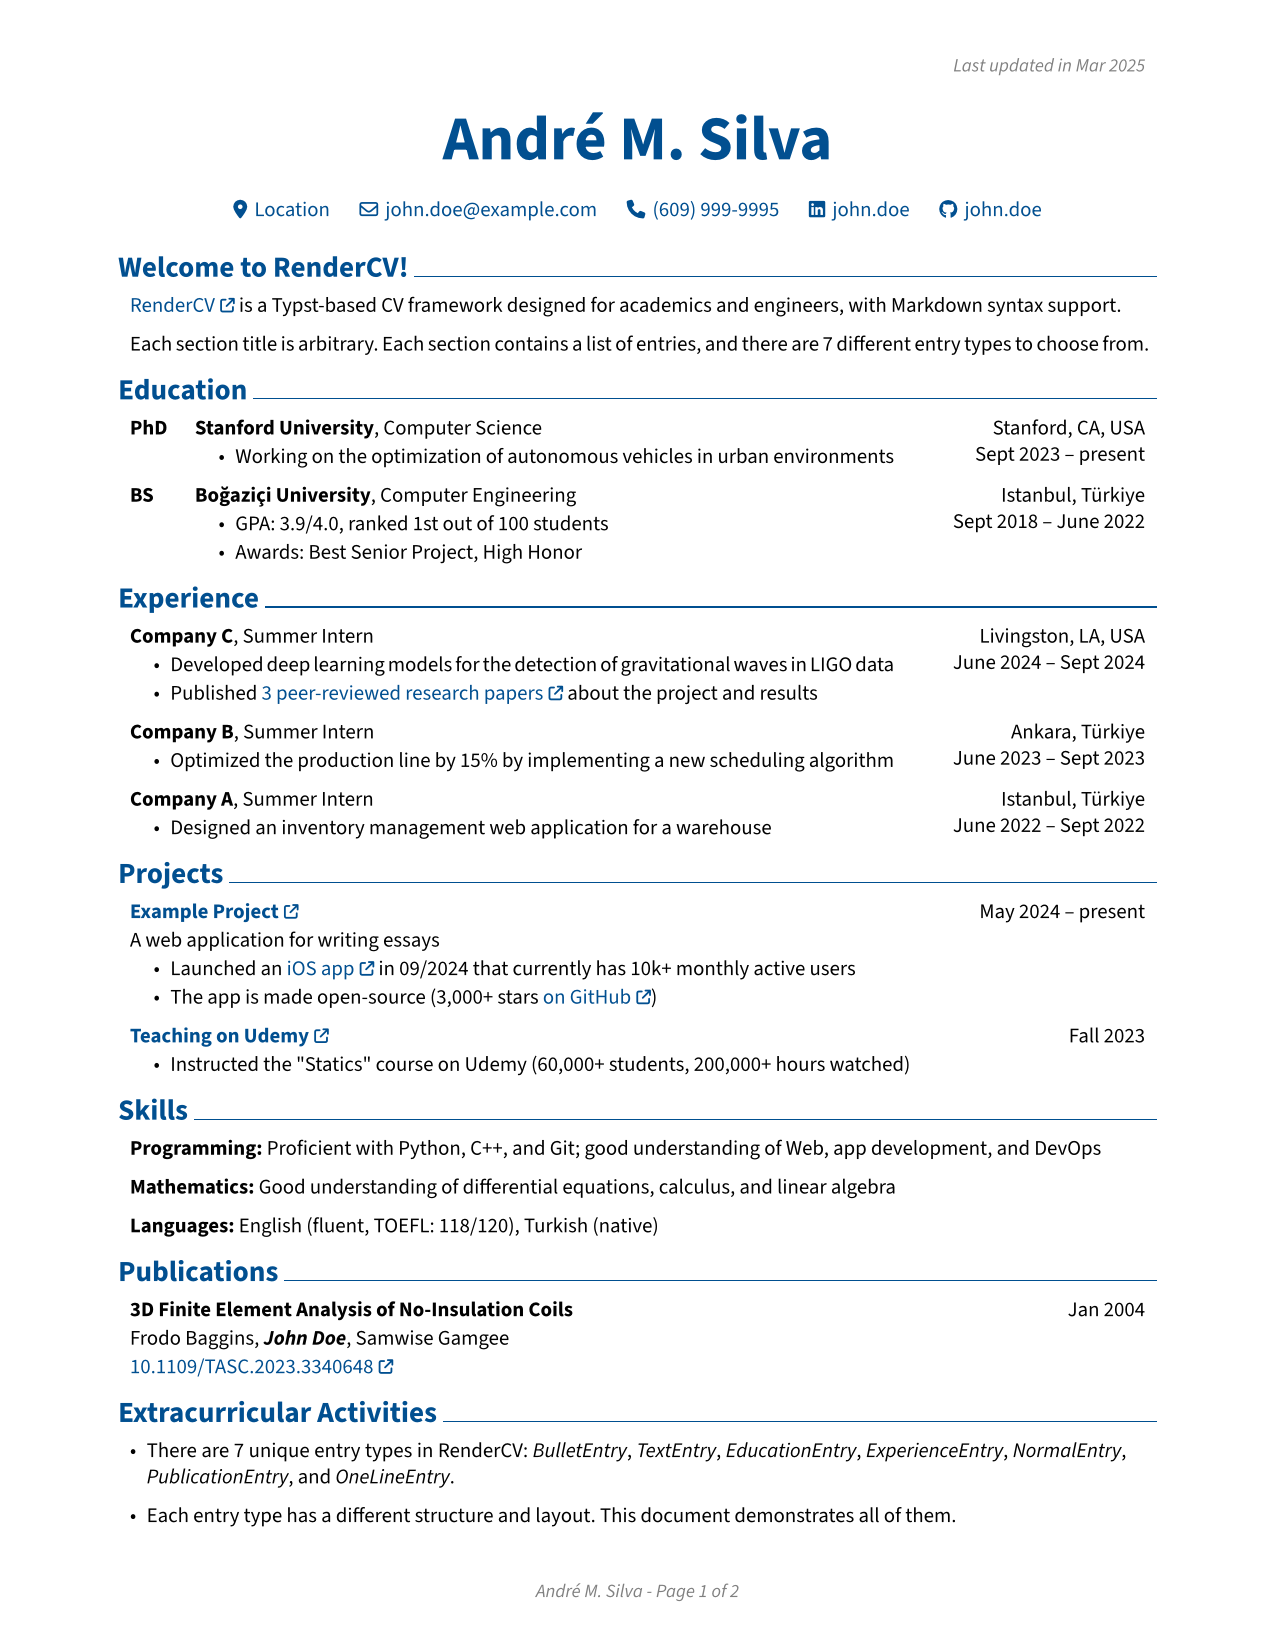 Last updated in Mar 2025
André M. Silva
Location john.doe@example.com (609) 999-9995 john.doe john.doe
Welcome to RenderCV!
RenderCV is a Typst-based CV framework designed for academics and engineers, with Markdown syntax support.
Each section title is arbitrary. Each section contains a list of entries, and there are 7 different entry types to choose from.
Education
PhD Stanford University, Computer Science Stanford, CA, USA
• Working on the optimization of autonomous vehicles in urban environments Sept 2023 – present
BS Boğaziçi University, Computer Engineering Istanbul, Türkiye
• GPA: 3.9/4.0, ranked 1st out of 100 students Sept 2018 – June 2022
• Awards: Best Senior Project, High Honor
Experience
Company C, Summer Intern Livingston, LA, USA
• Developed deep learning models for the detection of gravitational waves in LIGO data June 2024 – Sept 2024
• Published 3 peer-reviewed research papers about the project and results
Company B, Summer Intern Ankara, Türkiye
• Optimized the production line by 15% by implementing a new scheduling algorithm June 2023 – Sept 2023
Company A, Summer Intern Istanbul, Türkiye
• Designed an inventory management web application for a warehouse June 2022 – Sept 2022
Projects
Example Project May 2024 – present
A web application for writing essays
• Launched an iOS app in 09/2024 that currently has 10k+ monthly active users
• The app is made open-source (3,000+ stars on GitHub)
Teaching on Udemy Fall 2023
• Instructed the "Statics" course on Udemy (60,000+ students, 200,000+ hours watched)
Skills
Programming: Proficient with Python, C++, and Git; good understanding of Web, app development, and DevOps
Mathematics: Good understanding of differential equations, calculus, and linear algebra
Languages: English (fluent, TOEFL: 118/120), Turkish (native)
Publications
3D Finite Element Analysis of No-Insulation Coils Jan 2004
Frodo Baggins, John Doe, Samwise Gamgee
10.1109/TASC.2023.3340648
Extracurricular Activities
• There are 7 unique entry types in RenderCV: BulletEntry, TextEntry, EducationEntry, ExperienceEntry, NormalEntry,
PublicationEntry, and OneLineEntry.
• Each entry type has a different structure and layout. This document demonstrates all of them.
André M. Silva - Page 1 of 2